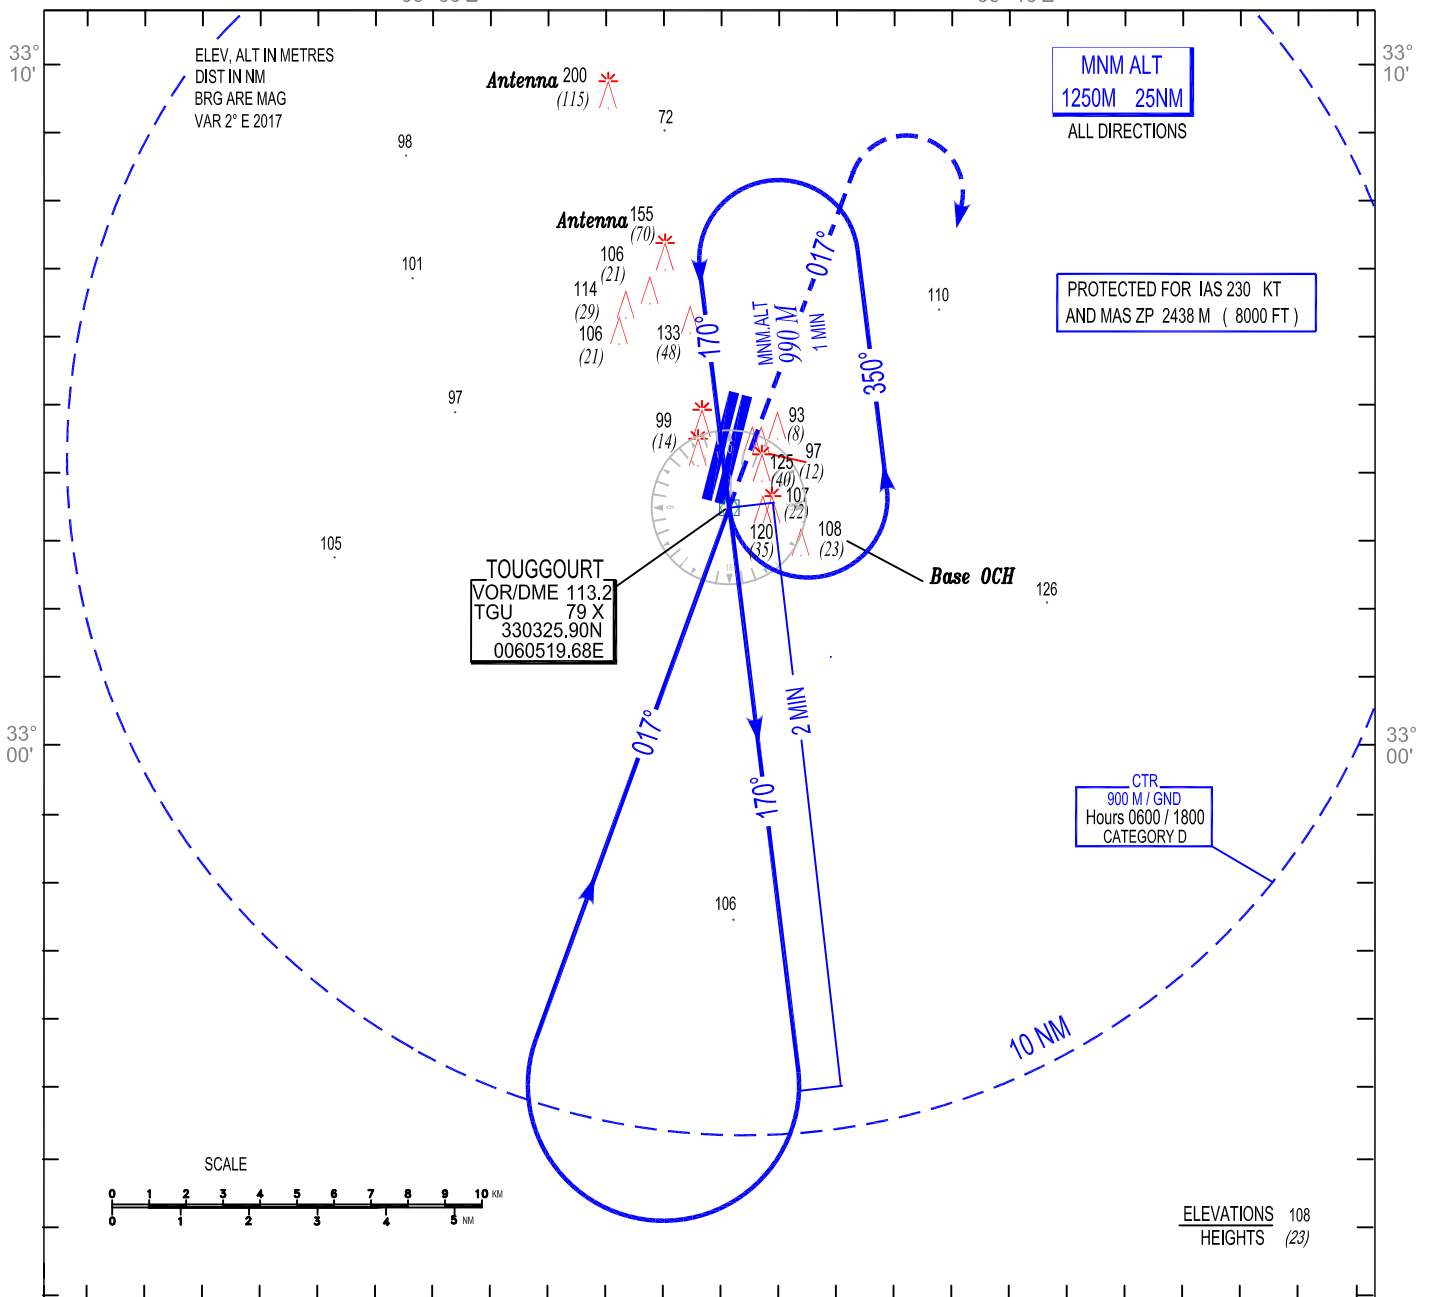 33°
10'
ELEV, ALT IN METRES
DIST IN NM
BRG ARE MAG
VAR 2° E 2017
Antenna 200
(115)
72
98
MNM ALT
1250M 25NM
ALL DIRECTIONS
33°
10'
Antenna 155
(70)
106
(21)
101
114
(29)
106
(21)
133
(48)
170°
MNM.ALT
990 M
1 MIN
017°
350°
110
PROTECTED FOR IAS 230 KT
AND MAS ZP 2438 M ( 8000 FT )
97
99
(14)
93
(8)
97
(12)
125
(40)
107
(22)
120
(35)
108
(23)
Base OCH
105
126
TOUGGOURT
VOR/DME 113.2
TGU 79 X
330325.90N
0060519.68E
33°
00'
017°
2 MIN
170°
33°
00'
CTR
900 M / GND
Hours 0600 / 1800
CATEGORY D
106
10 NM
SCALE
0 1 2 3 4 5 6 7 8 9 10 KM
0 1 2 3 4 5 NM
ELEVATIONS 108
HEIGHTS (23)